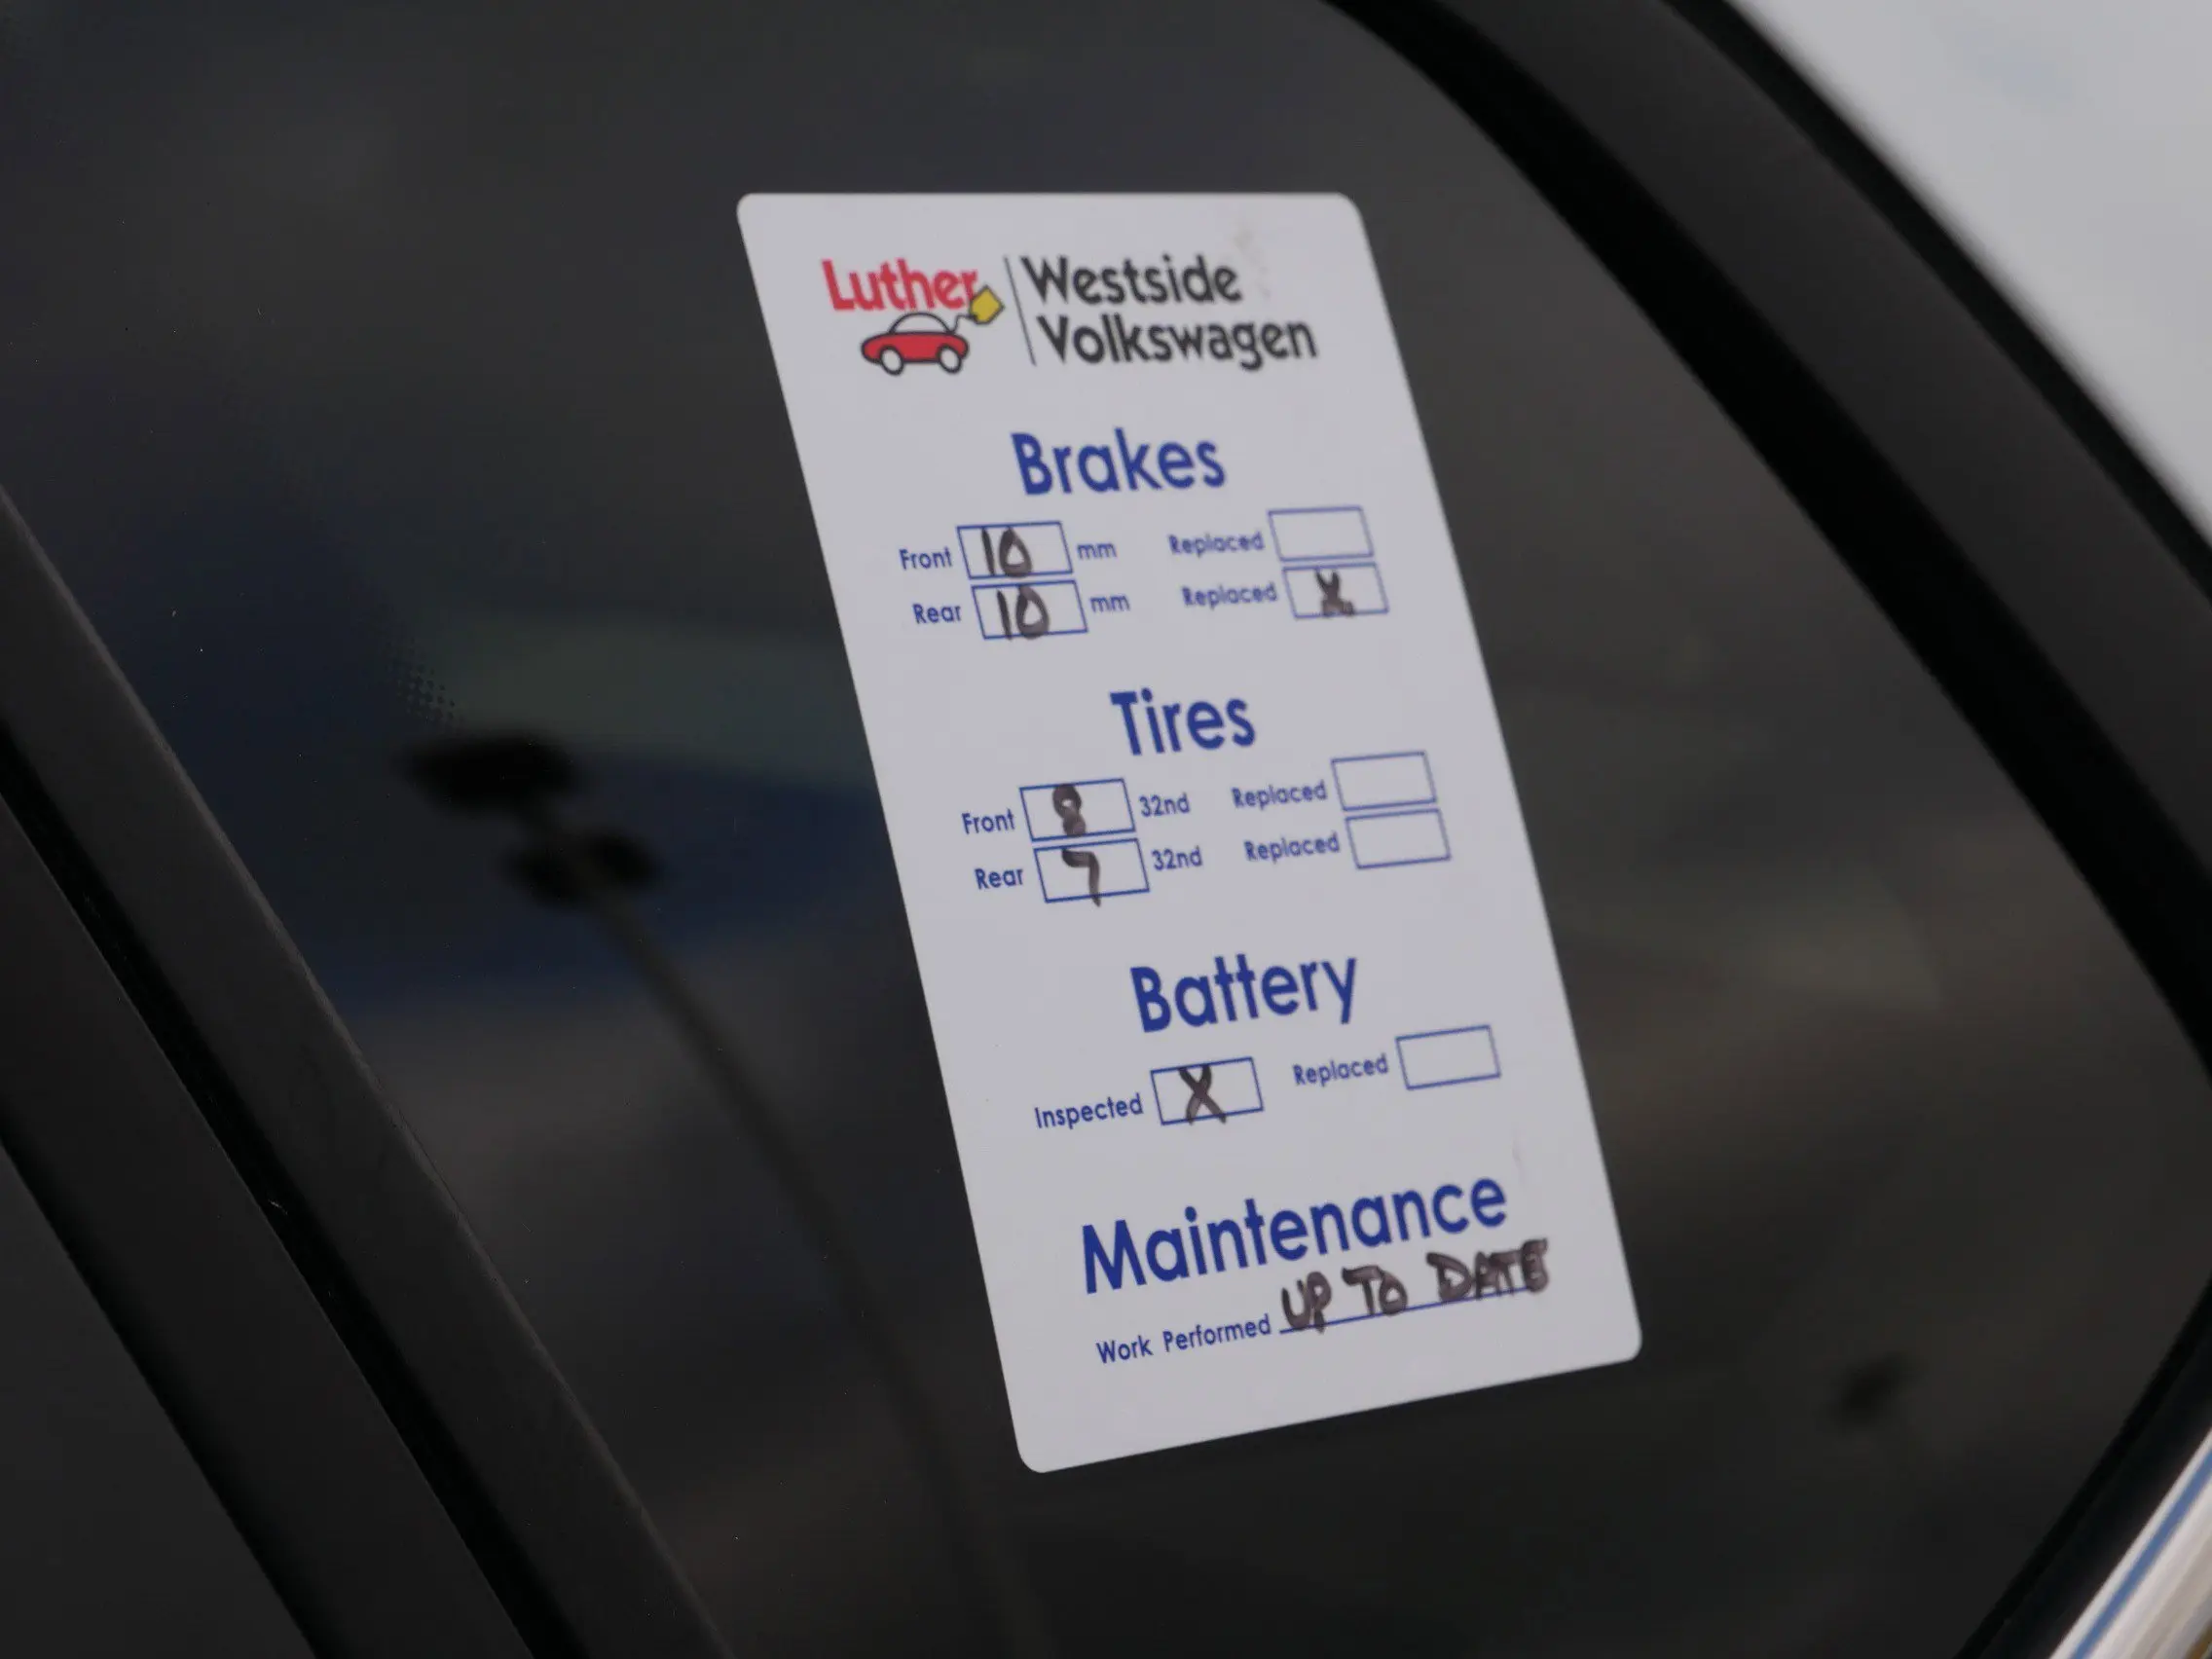 Luther Westside
Volkswagen
Brakes
Front 10 mm Replaced
Rear 10 mm Replaced X
Tires
Front 8 32nd Replaced
Rear 7 32nd Replaced
Battery
Inspected X Replaced
Maintenance
Work Performed UP TO DATE